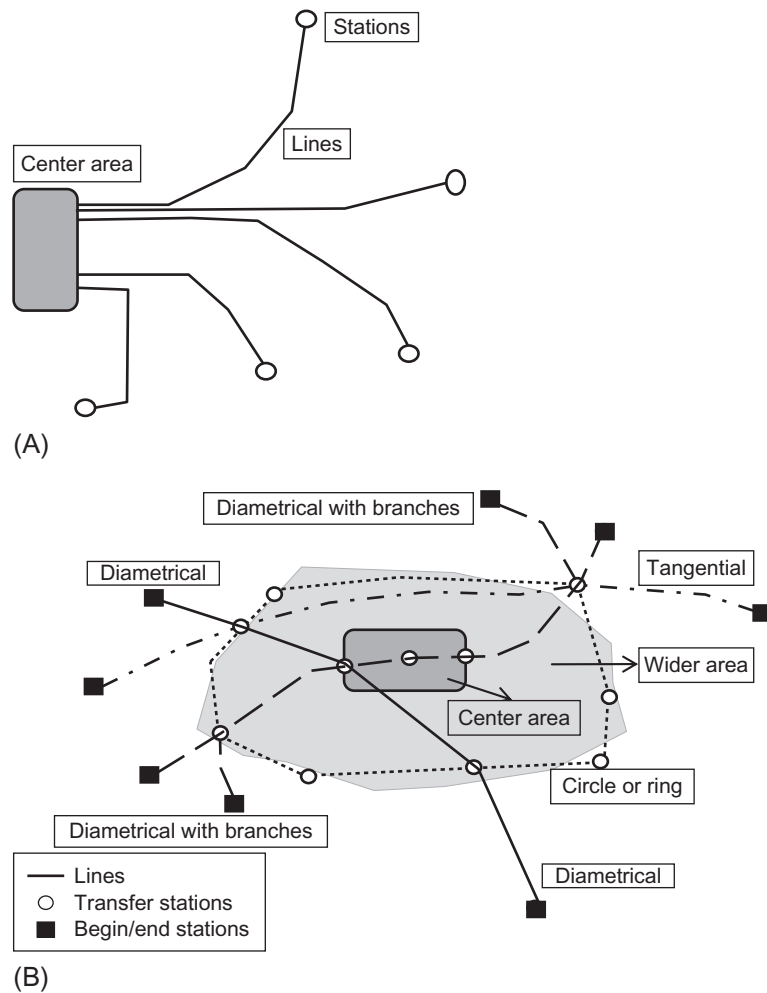 Stations
Lines
Center area
(A)
Diametrical with branches
Diametrical
Tangential
Wider area
Center area
Circle or ring
Diametrical with branches
Diametrical
Lines
Transfer stations
Begin/end stations
(B)